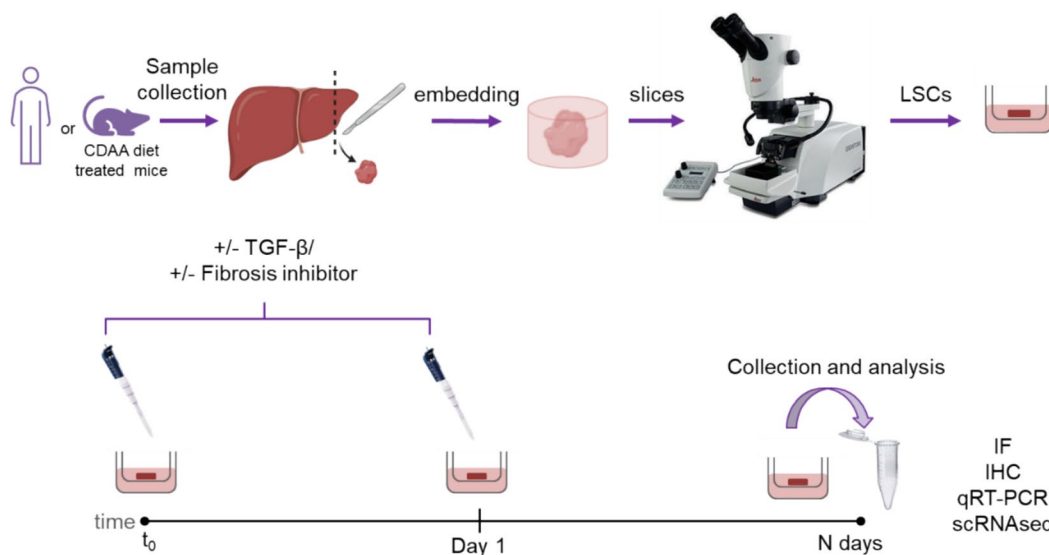 Sample
collection
embedding
slices
LSCs
or
CDAA diet
treated mice
+/- TGF-β/
+/- Fibrosis inhibitor
Collection and analysis
IF
IHC
qRT-PCR
scRNAseq
time
t0
Day 1
N days